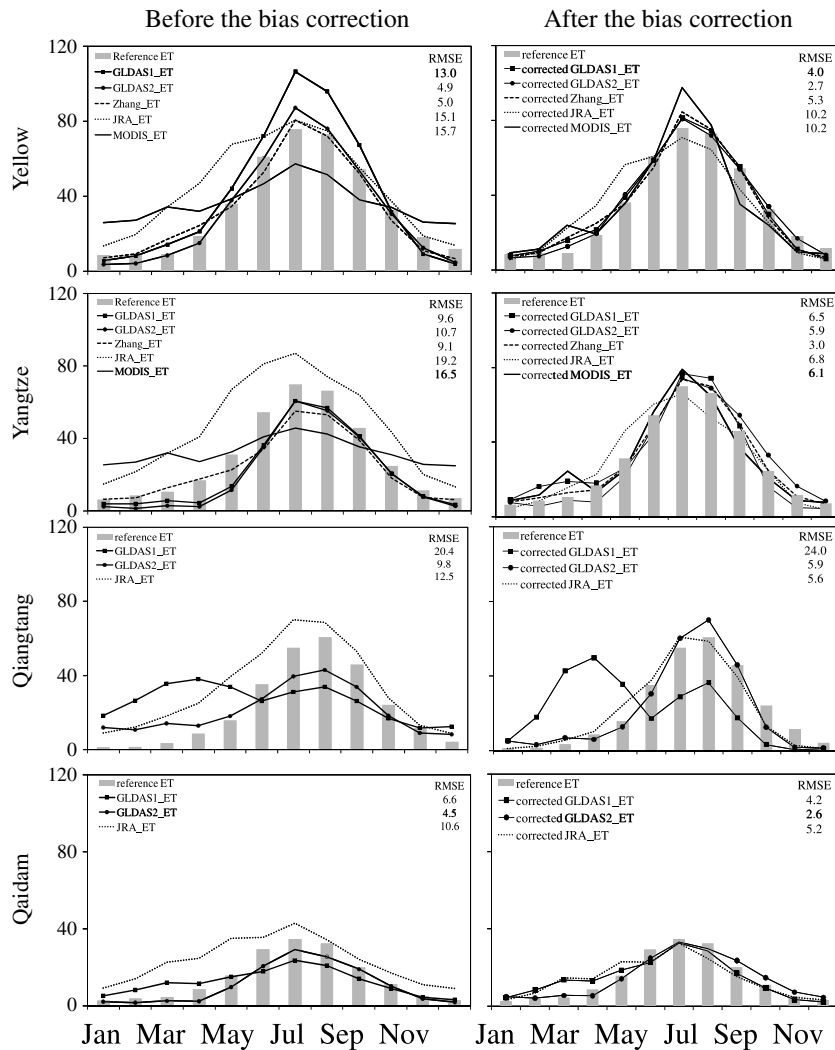 Before the bias correction
After the bias correction
Yellow
120
80
40
0
Reference ET
GLDAS1_ET
GLDAS2_ET
Zhang_ET
JRA_ET
MODIS_ET
RMSE
13.0
4.9
5.0
15.1
15.7
reference ET
corrected GLDAS1_ET
corrected GLDAS2_ET
corrected Zhang_ET
corrected JRA_ET
corrected MODIS_ET
RMSE
4.0
2.7
5.3
10.2
10.2
Yangtze
120
80
40
0
Reference ET
GLDAS1_ET
GLDAS2_ET
Zhang_ET
JRA_ET
MODIS_ET
RMSE
9.6
10.7
9.1
19.2
16.5
reference ET
corrected GLDAS1_ET
corrected GLDAS2_ET
corrected Zhang_ET
corrected JRA_ET
corrected MODIS_ET
RMSE
6.5
5.9
3.0
6.8
6.1
Qiangtang
120
80
40
0
reference ET
GLDAS1_ET
GLDAS2_ET
JRA_ET
RMSE
20.4
9.8
12.5
reference ET
corrected GLDAS1_ET
corrected GLDAS2_ET
corrected JRA_ET
RMSE
24.0
5.9
5.6
Qaidam
120
80
40
0
reference ET
GLDAS1_ET
GLDAS2_ET
JRA_ET
RMSE
6.6
4.5
10.6
reference ET
corrected GLDAS1_ET
corrected GLDAS2_ET
corrected JRA_ET
RMSE
4.2
2.6
5.2
Jan Mar May Jul Sep Nov
Jan Mar May Jul Sep Nov